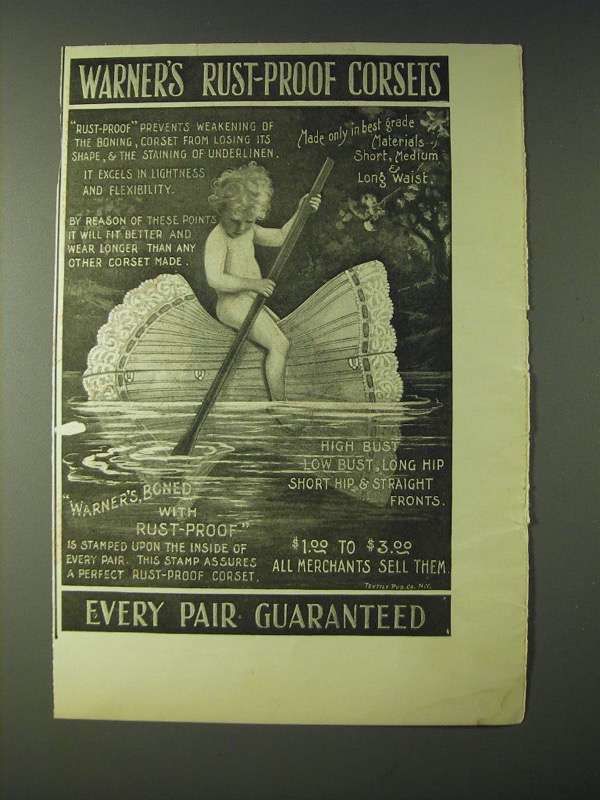 WARNER'S RUST-PROOF CORSETS
"RUST-PROOF" PREVENTS WEAKENING OF
THE BONING, CORSET FROM LOSING ITS
SHAPE, & THE STAINING OF UNDERLINEN.
IT EXCELS IN LIGHTNESS
AND FLEXIBILITY.
BY REASON OF THESE POINTS
IT WILL FIT BETTER AND
WEAR LONGER THAN ANY
OTHER CORSET MADE.
Made only in best grade
Materials.
Short, Medium
&
Long Waist.
HIGH BUST
LOW BUST, LONG HIP
SHORT HIP, & STRAIGHT
FRONTS.
"WARNER'S, BONED
WITH
RUST-PROOF"
IS STAMPED UPON THE INSIDE OF
EVERY PAIR. THIS STAMP ASSURES
A PERFECT RUST-PROOF CORSET.
$1.00 TO $3.00
ALL MERCHANTS SELL THEM.
TEXTILE PUB. CO. N.Y.
EVERY PAIR GUARANTEED